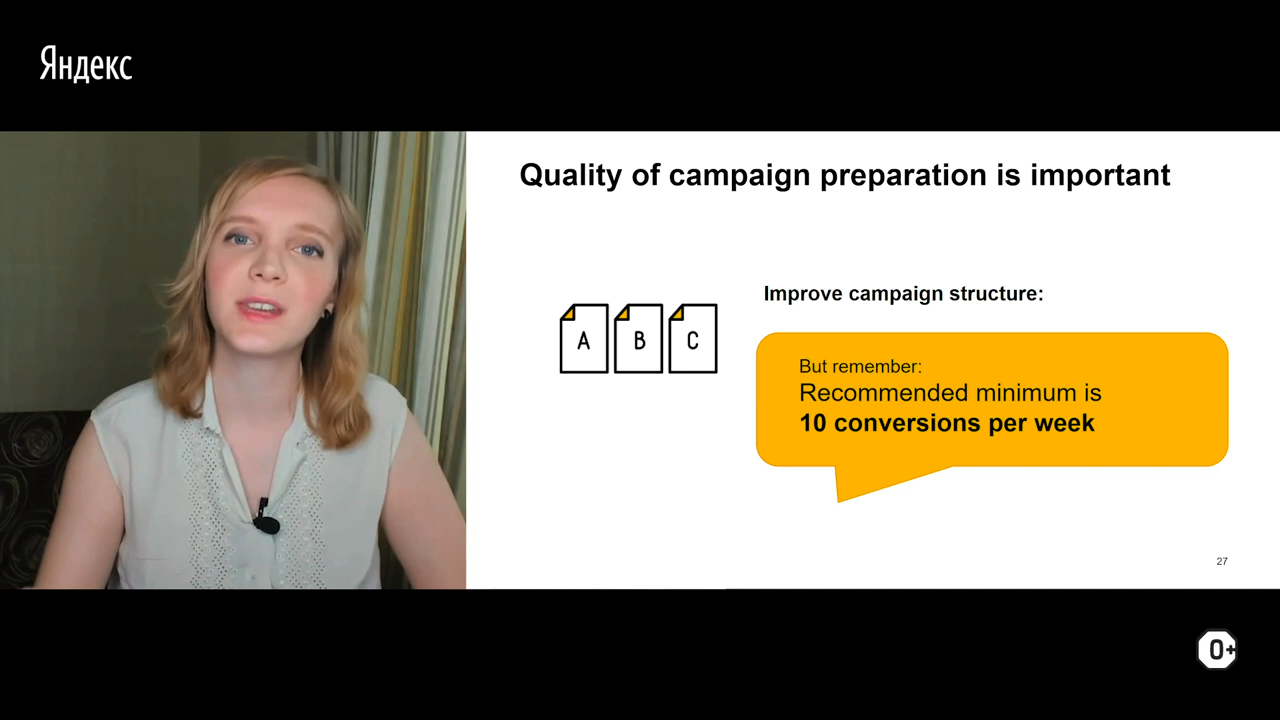 Яндекс
Quality of campaign preparation is important
Improve campaign structure:
A B C
But remember:
Recommended minimum is
10 conversions per week
27
0+